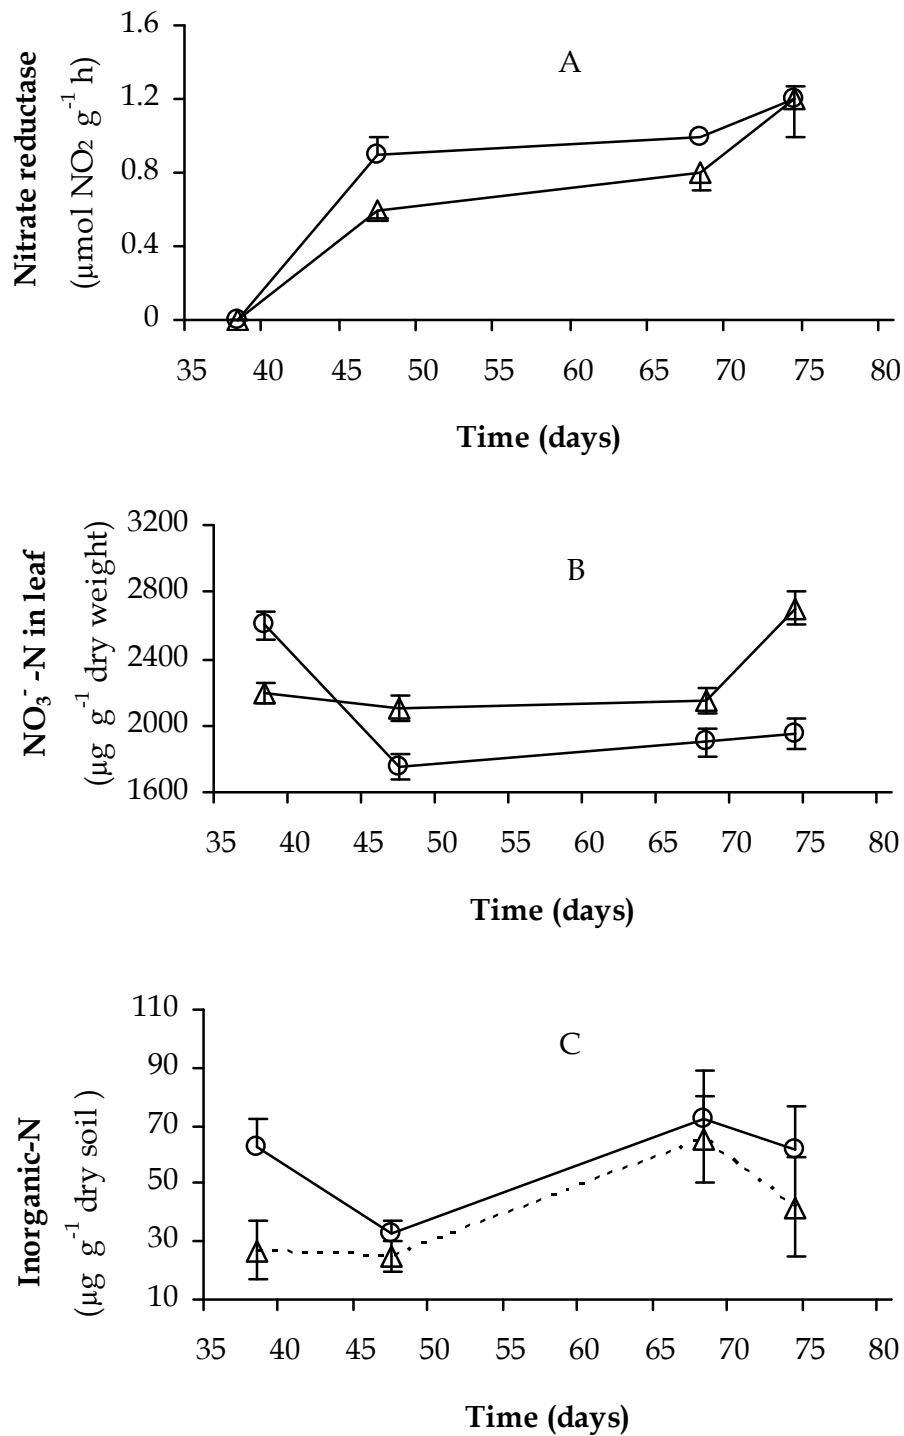 Nitrate reductase
(µmol NO₂ g⁻¹ h)
1.6
1.2
0.8
0.4
0
A
35 40 45 50 55 60 65 70 75 80
Time (days)
NO₃⁻ -N in leaf
(µg g⁻¹ dry weight)
3200
2800
2400
2000
1600
B
35 40 45 50 55 60 65 70 75 80
Time (days)
Inorganic-N
(µg g⁻¹ dry soil )
110
90
70
50
30
10
C
35 40 45 50 55 60 65 70 75 80
Time (days)